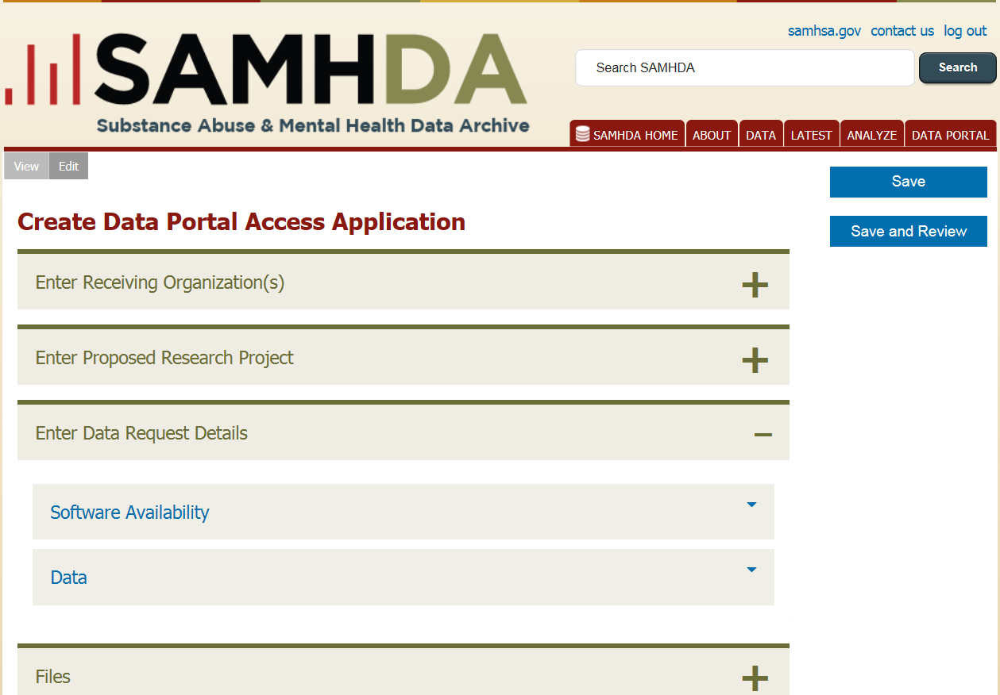 samhsa.gov contact us log out
SAMHDA
Substance Abuse & Mental Health Data Archive
Search SAMHDA
Search
SAMHDA HOME ABOUT DATA LATEST ANALYZE DATA PORTAL
View Edit
Save
Save and Review
Create Data Portal Access Application
Enter Receiving Organization(s)
Enter Proposed Research Project
Enter Data Request Details
Software Availability
Data
Files